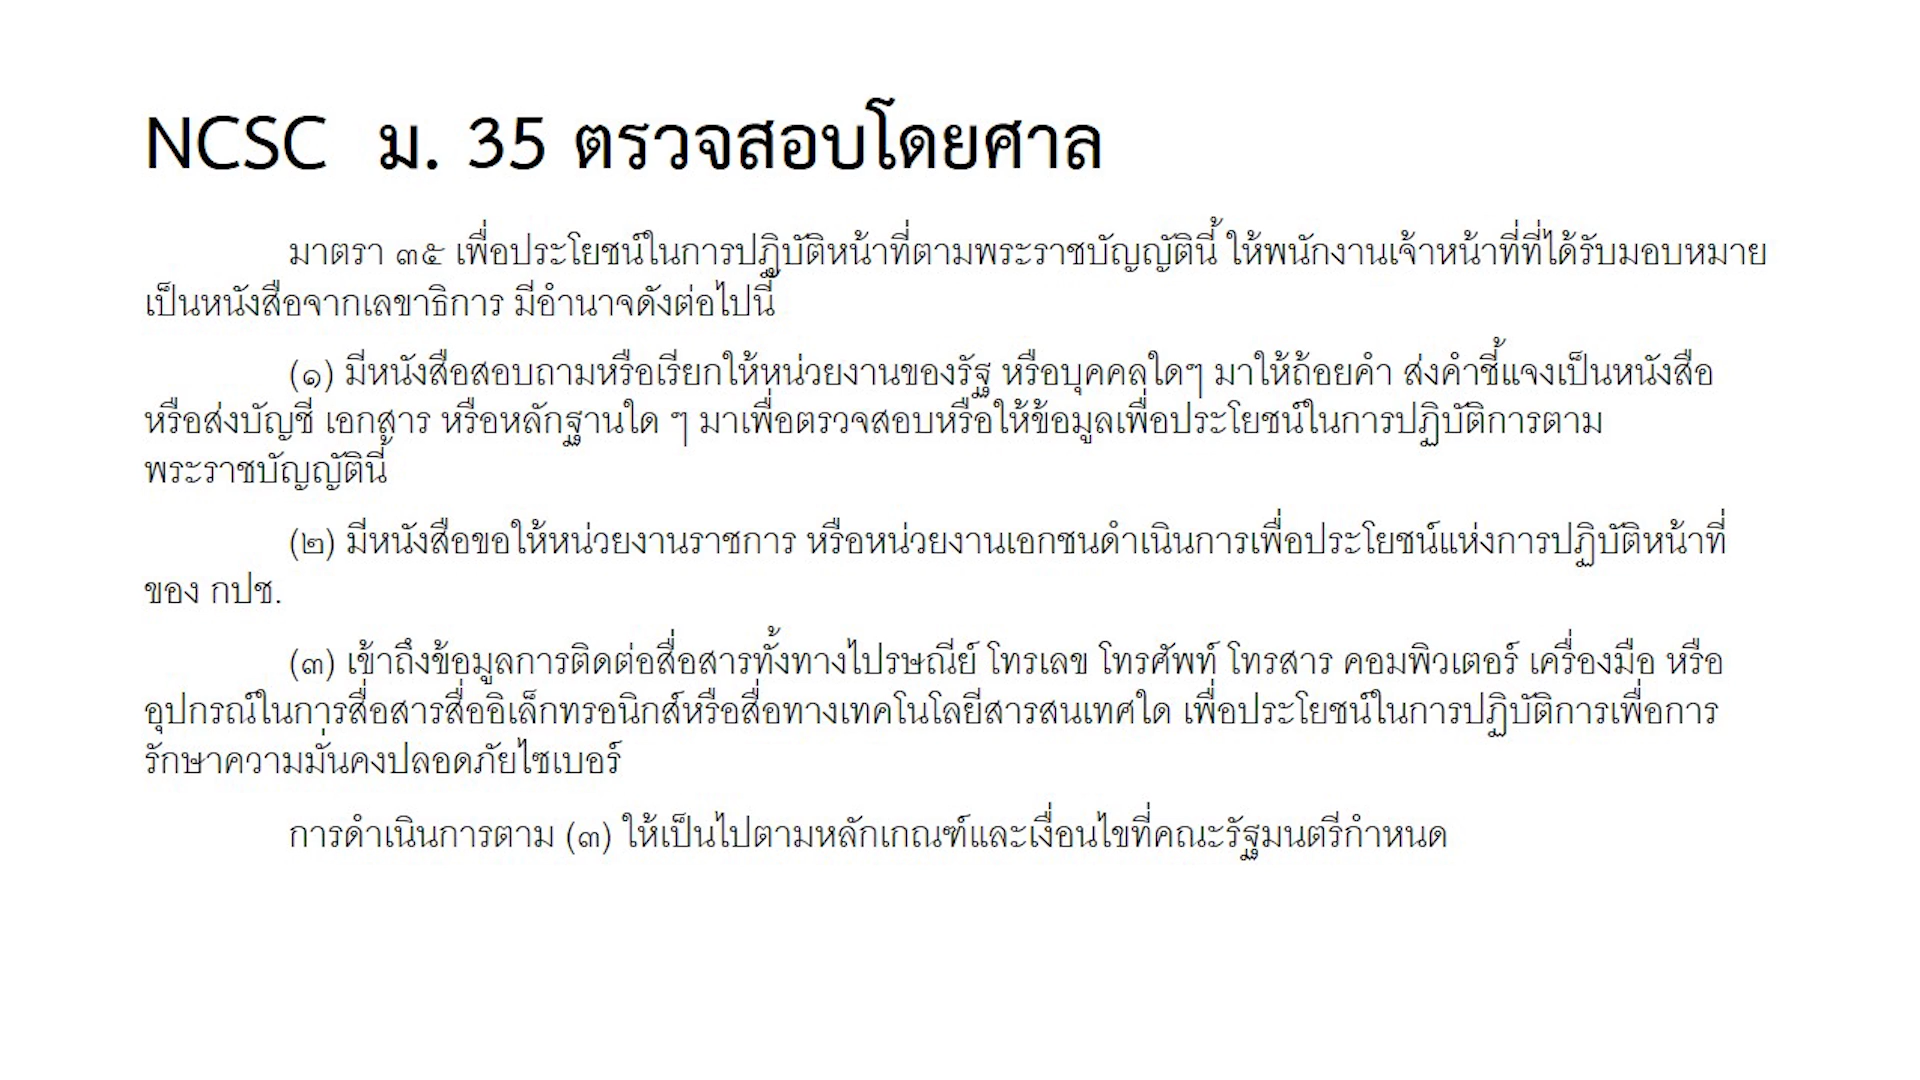 NCSC ม. 35 ตรวจสอบโดยศาล
มาตรา ๓๕ เพื่อประโยชน์ในการปฏิบัติหน้าที่ตามพระราชบัญญัตินี้ ให้พนักงานเจ้าหน้าที่ที่ได้รับมอบหมาย
เป็นหนังสือจากเลขาธิการ มีอำนาจดังต่อไปนี้
(๑) มีหนังสือสอบถามหรือเรียกให้หน่วยงานของรัฐ หรือบุคคลใดๆ มาให้ถ้อยคำ ส่งคำชี้แจงเป็นหนังสือ
หรือส่งบัญชี เอกสาร หรือหลักฐานใด ๆ มาเพื่อตรวจสอบหรือให้ข้อมูลเพื่อประโยชน์ในการปฏิบัติการตาม
พระราชบัญญัตินี้
(๒) มีหนังสือขอให้หน่วยงานราชการ หรือหน่วยงานเอกชนดำเนินการเพื่อประโยชน์แห่งการปฏิบัติหน้าที่
ของ กปช.
(๓) เข้าถึงข้อมูลการติดต่อสื่อสารทั้งทางไปรษณีย์ โทรเลข โทรศัพท์ โทรสาร คอมพิวเตอร์ เครื่องมือ หรือ
อุปกรณ์ในการสื่อสารสื่ออิเล็กทรอนิกส์หรือสื่อทางเทคโนโลยีสารสนเทศใด เพื่อประโยชน์ในการปฏิบัติการเพื่อการ
รักษาความมั่นคงปลอดภัยไซเบอร์
การดำเนินการตาม (๓) ให้เป็นไปตามหลักเกณฑ์และเงื่อนไขที่คณะรัฐมนตรีกำหนด